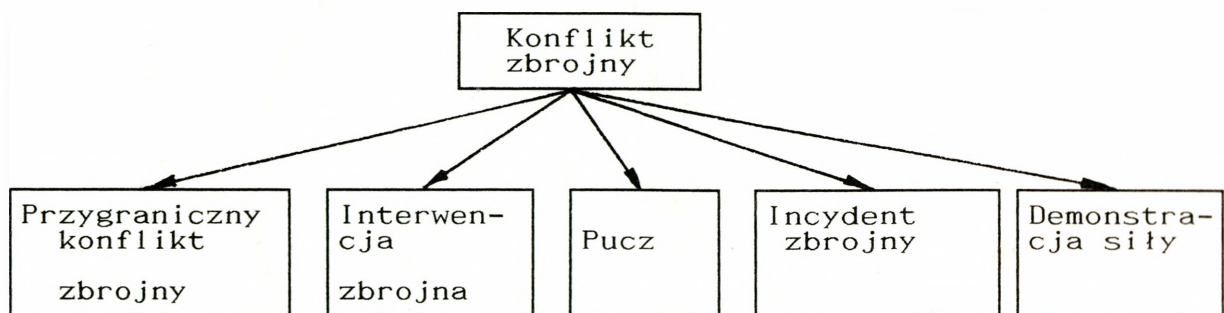 Konflikt
zbrojny
Przygraniczny
konflikt
zbrojny
Interwen-
cja
zbrojna
Pucz
Incydent
zbrojny
Demonstra-
cja siły